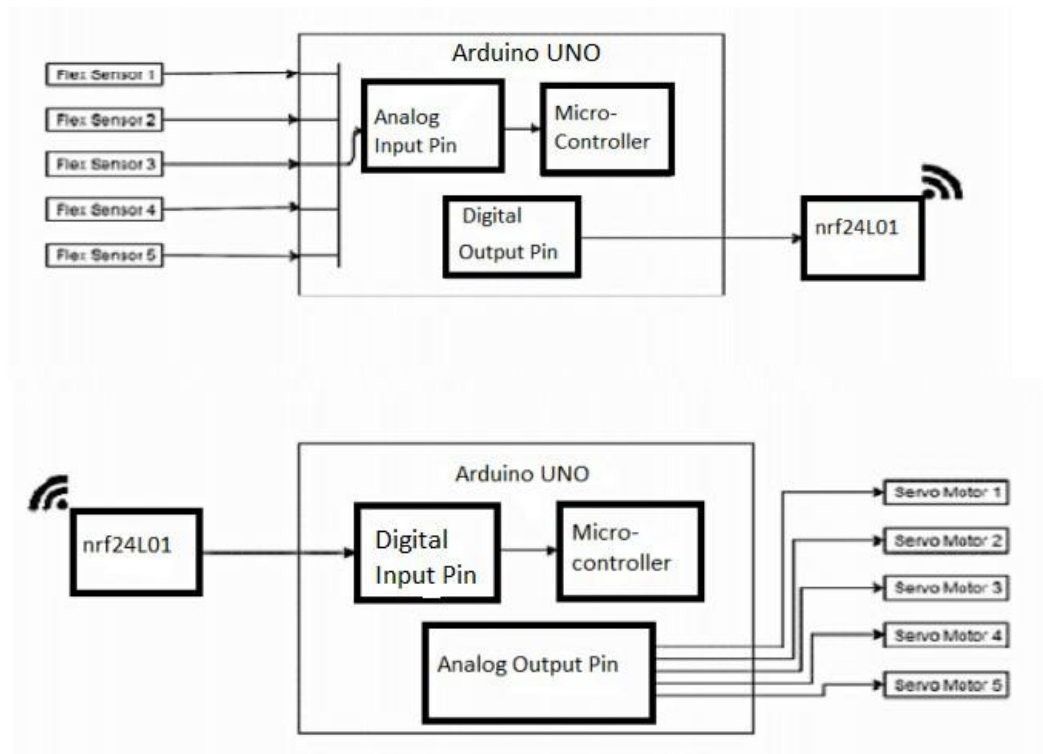 Arduino UNO
Flex Sensor 1
Flex Sensor 2
Flex Sensor 3
Flex Sensor 4
Flex Sensor 5
Analog
Input Pin
Micro-
Controller
Digital
Output Pin
nrf24L01
Arduino UNO
nrf24L01
Digital
Input Pin
Micro-
controller
Analog Output Pin
Servo Motor 1
Servo Motor 2
Servo Motor 3
Servo Motor 4
Servo Motor 5